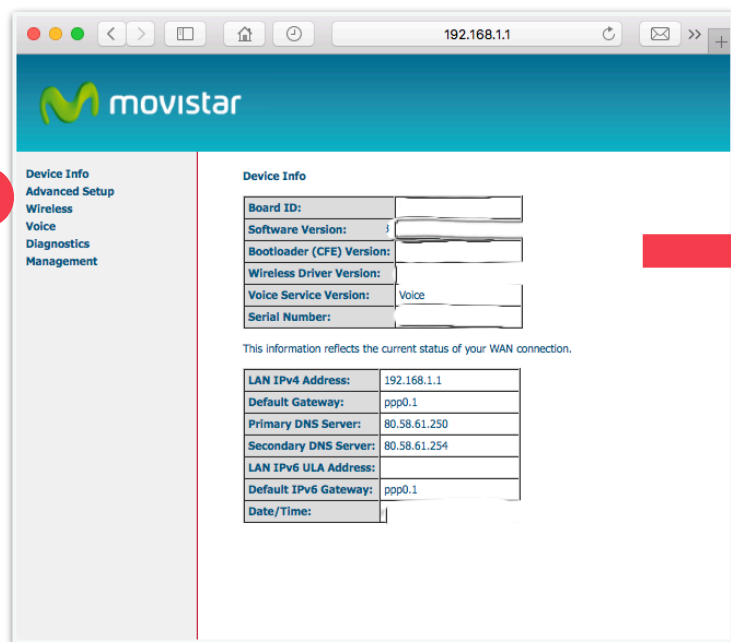 192.168.1.1
movistar
Device Info
Advanced Setup
Wireless
Voice
Diagnostics
Management
Device Info
Board ID:
Software Version:
Bootloader (CFE) Version:
Wireless Driver Version:
Voice Service Version: Voice
Serial Number:
This information reflects the current status of your WAN connection.
LAN IPv4 Address: 192.168.1.1
Default Gateway: ppp0.1
Primary DNS Server: 80.58.61.250
Secondary DNS Server: 80.58.61.254
LAN IPv6 ULA Address:
Default IPv6 Gateway: ppp0.1
Date/Time: